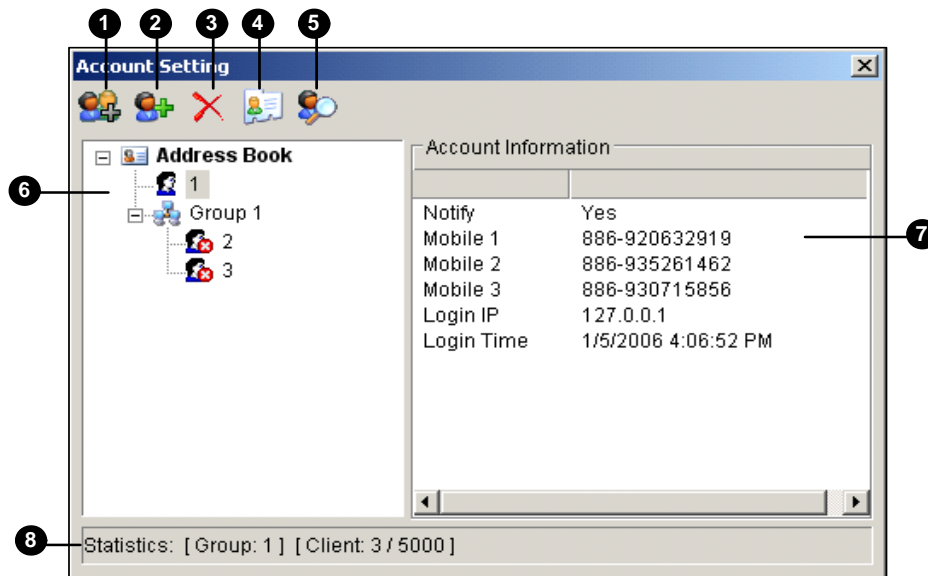 1 2 3 4 5
Account Setting
Address Book
1
Group 1
2
3
6
Account Information
Notify Yes
Mobile 1 886-920632919
Mobile 2 886-935261462
Mobile 3 886-930715856
Login IP 127.0.0.1
Login Time 1/5/2006 4:06:52 PM
7
8
Statistics: [ Group: 1 ] [ Client: 3 / 5000 ]